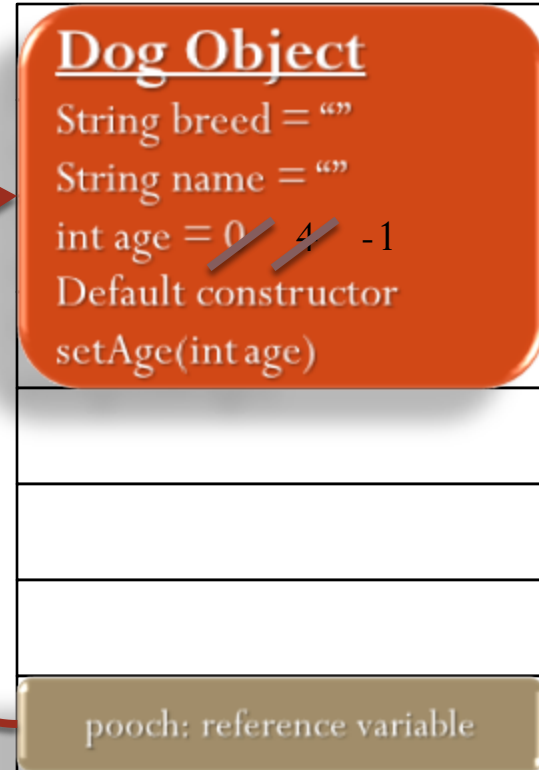 Dog Object
String breed = “”
String name = “”
int age = 0 4 -1
Default constructor
setAge(int age)
pooch: reference variable